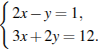 2x − y = 1,
3x + 2y = 12.